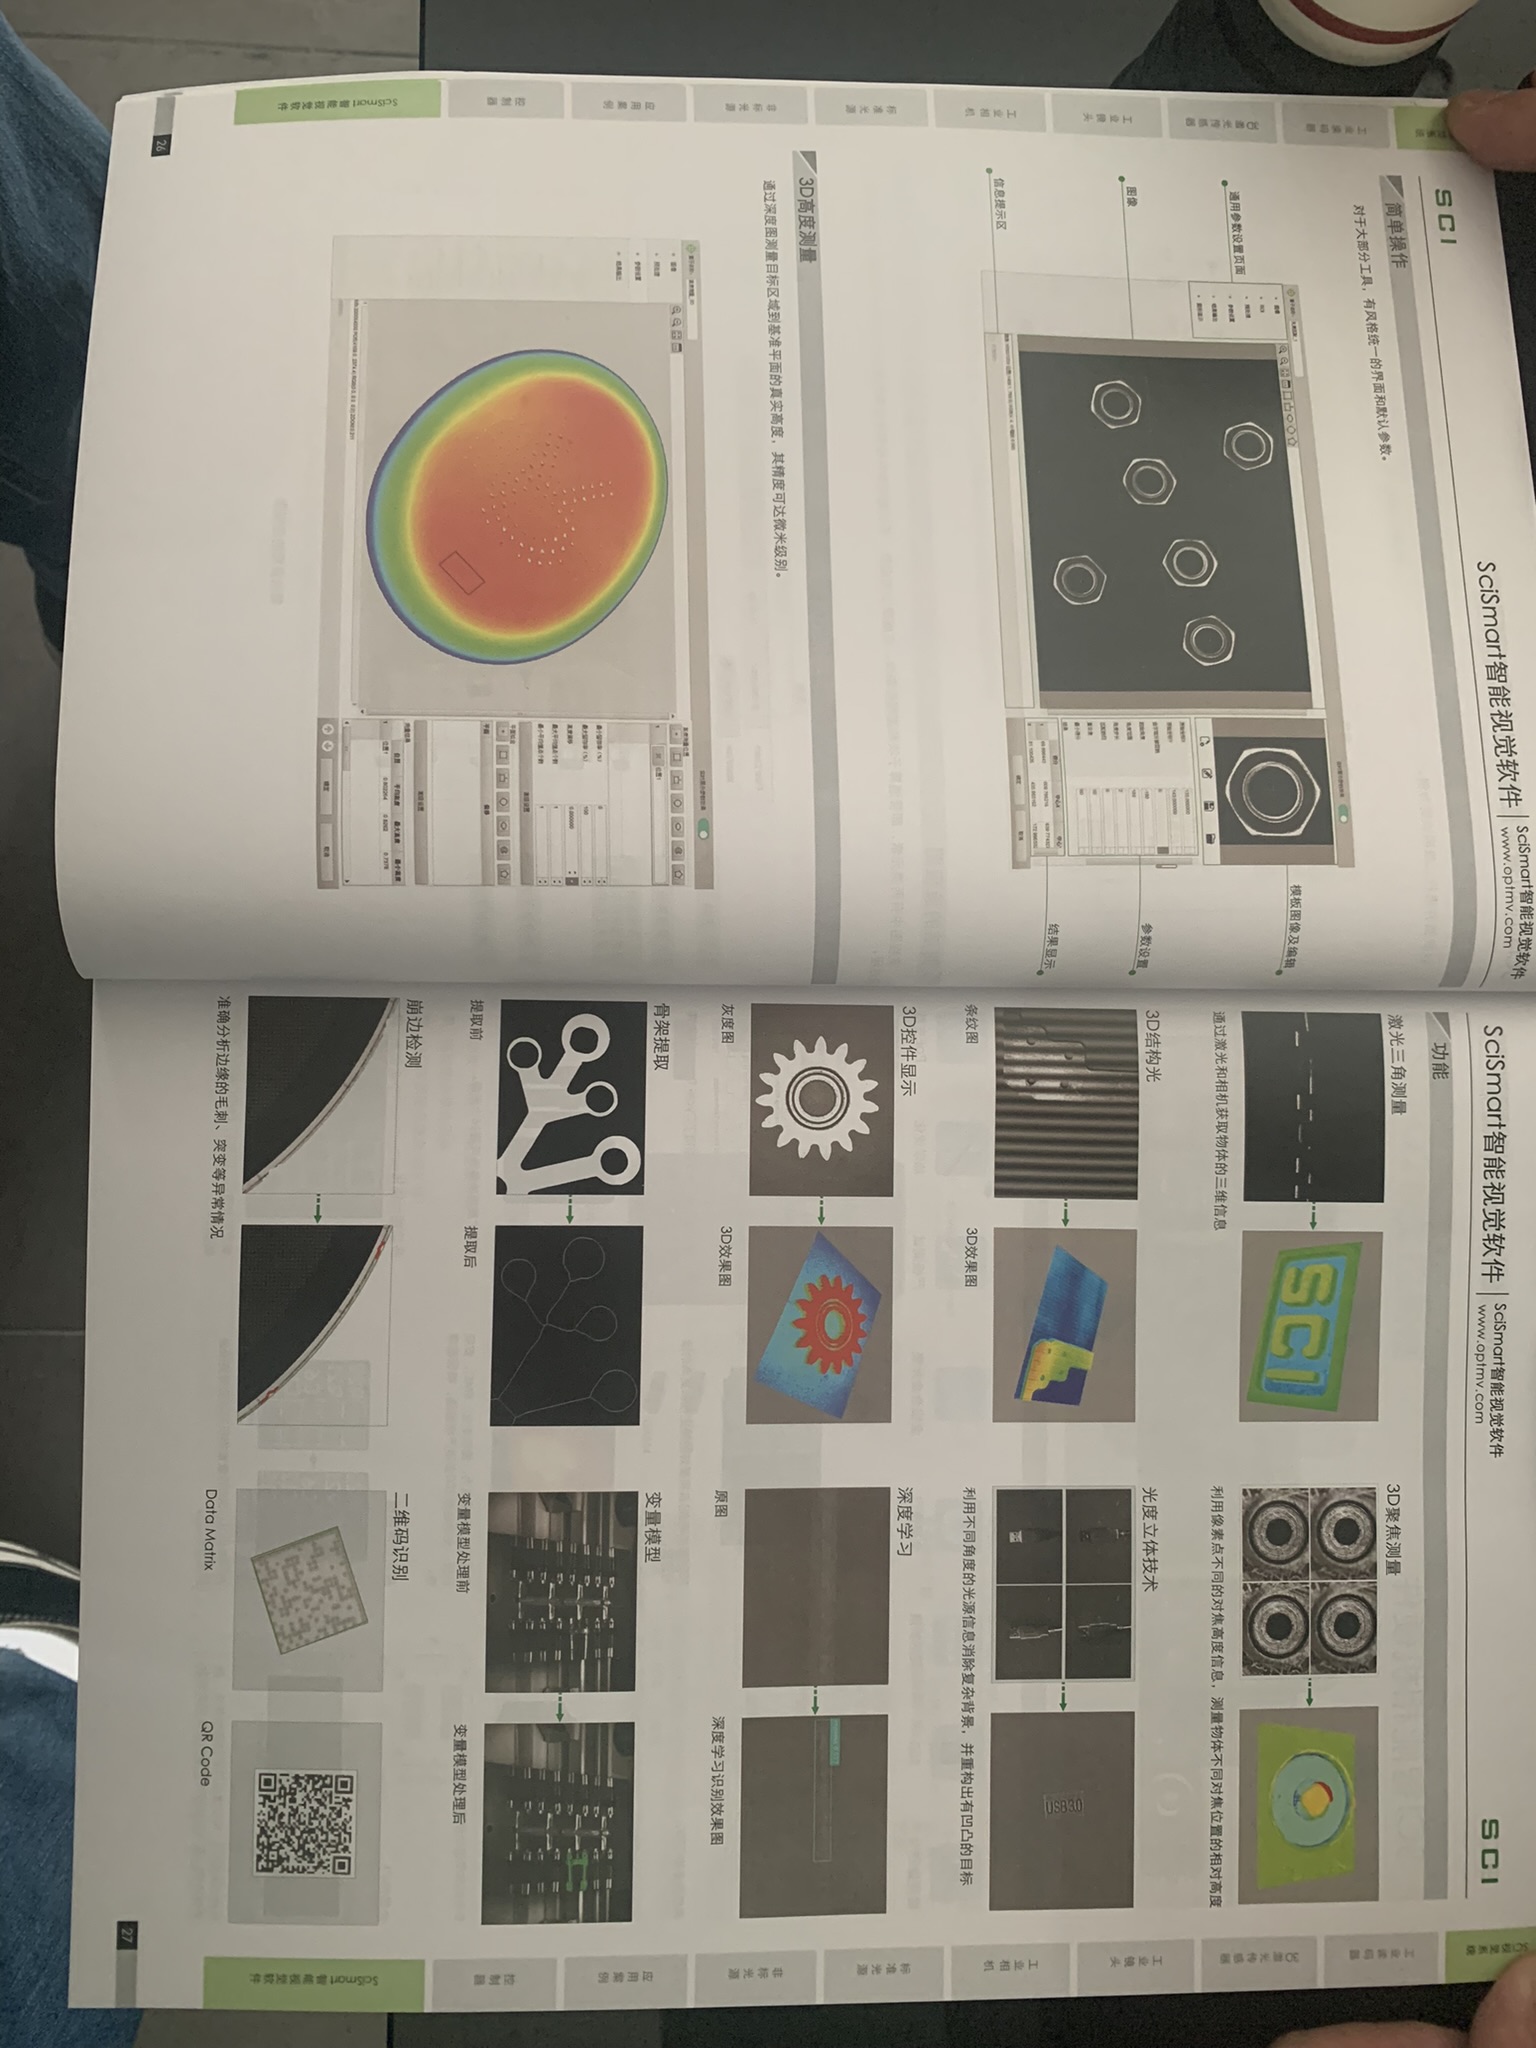 SciSmart智能视觉软件
SciSmart智能视觉软件
www.optmv.com
SCI
简单操作
对于大部分工具，有风格统一的界面和默认参数。
模板图像及编辑
通用参数设置页面
参数设置
图像
结果显示
信息提示区
3D高度测量
通过深度图测量目标区域到基准平面的真实高度，其精度可达微米级别。
工业读码器
3D激光传感器
工业镜头
工业相机
标准光源
非标光源
应用案例
控制器
SciSmart智能视觉软件
26
SciSmart智能视觉软件
SciSmart智能视觉软件
www.optmv.com
SCI
功能
激光三角测量
SCI
通过激光和相机获取物体的三维信息
3D聚焦测量
利用像素点不同的对焦高度信息，测量物体不同对焦位置的相对高度
3D结构光
条纹图
3D效果图
光度立体技术
利用不同角度的光源信息消除复杂背景，并重构出有凹凸的目标
3D控件显示
灰度图
3D效果图
深度学习
原图
深度学习识别效果图
骨架提取
提取前
提取后
变量模型
变量模型处理前
变量模型处理后
崩边检测
准确分析边缘的毛刺、突变等异常情况
二维码识别
Data Matrix
QR Code
SCI视觉系统
工业读码器
3D激光传感器
工业镜头
工业相机
标准光源
非标光源
应用案例
控制器
SciSmart智能视觉软件
27